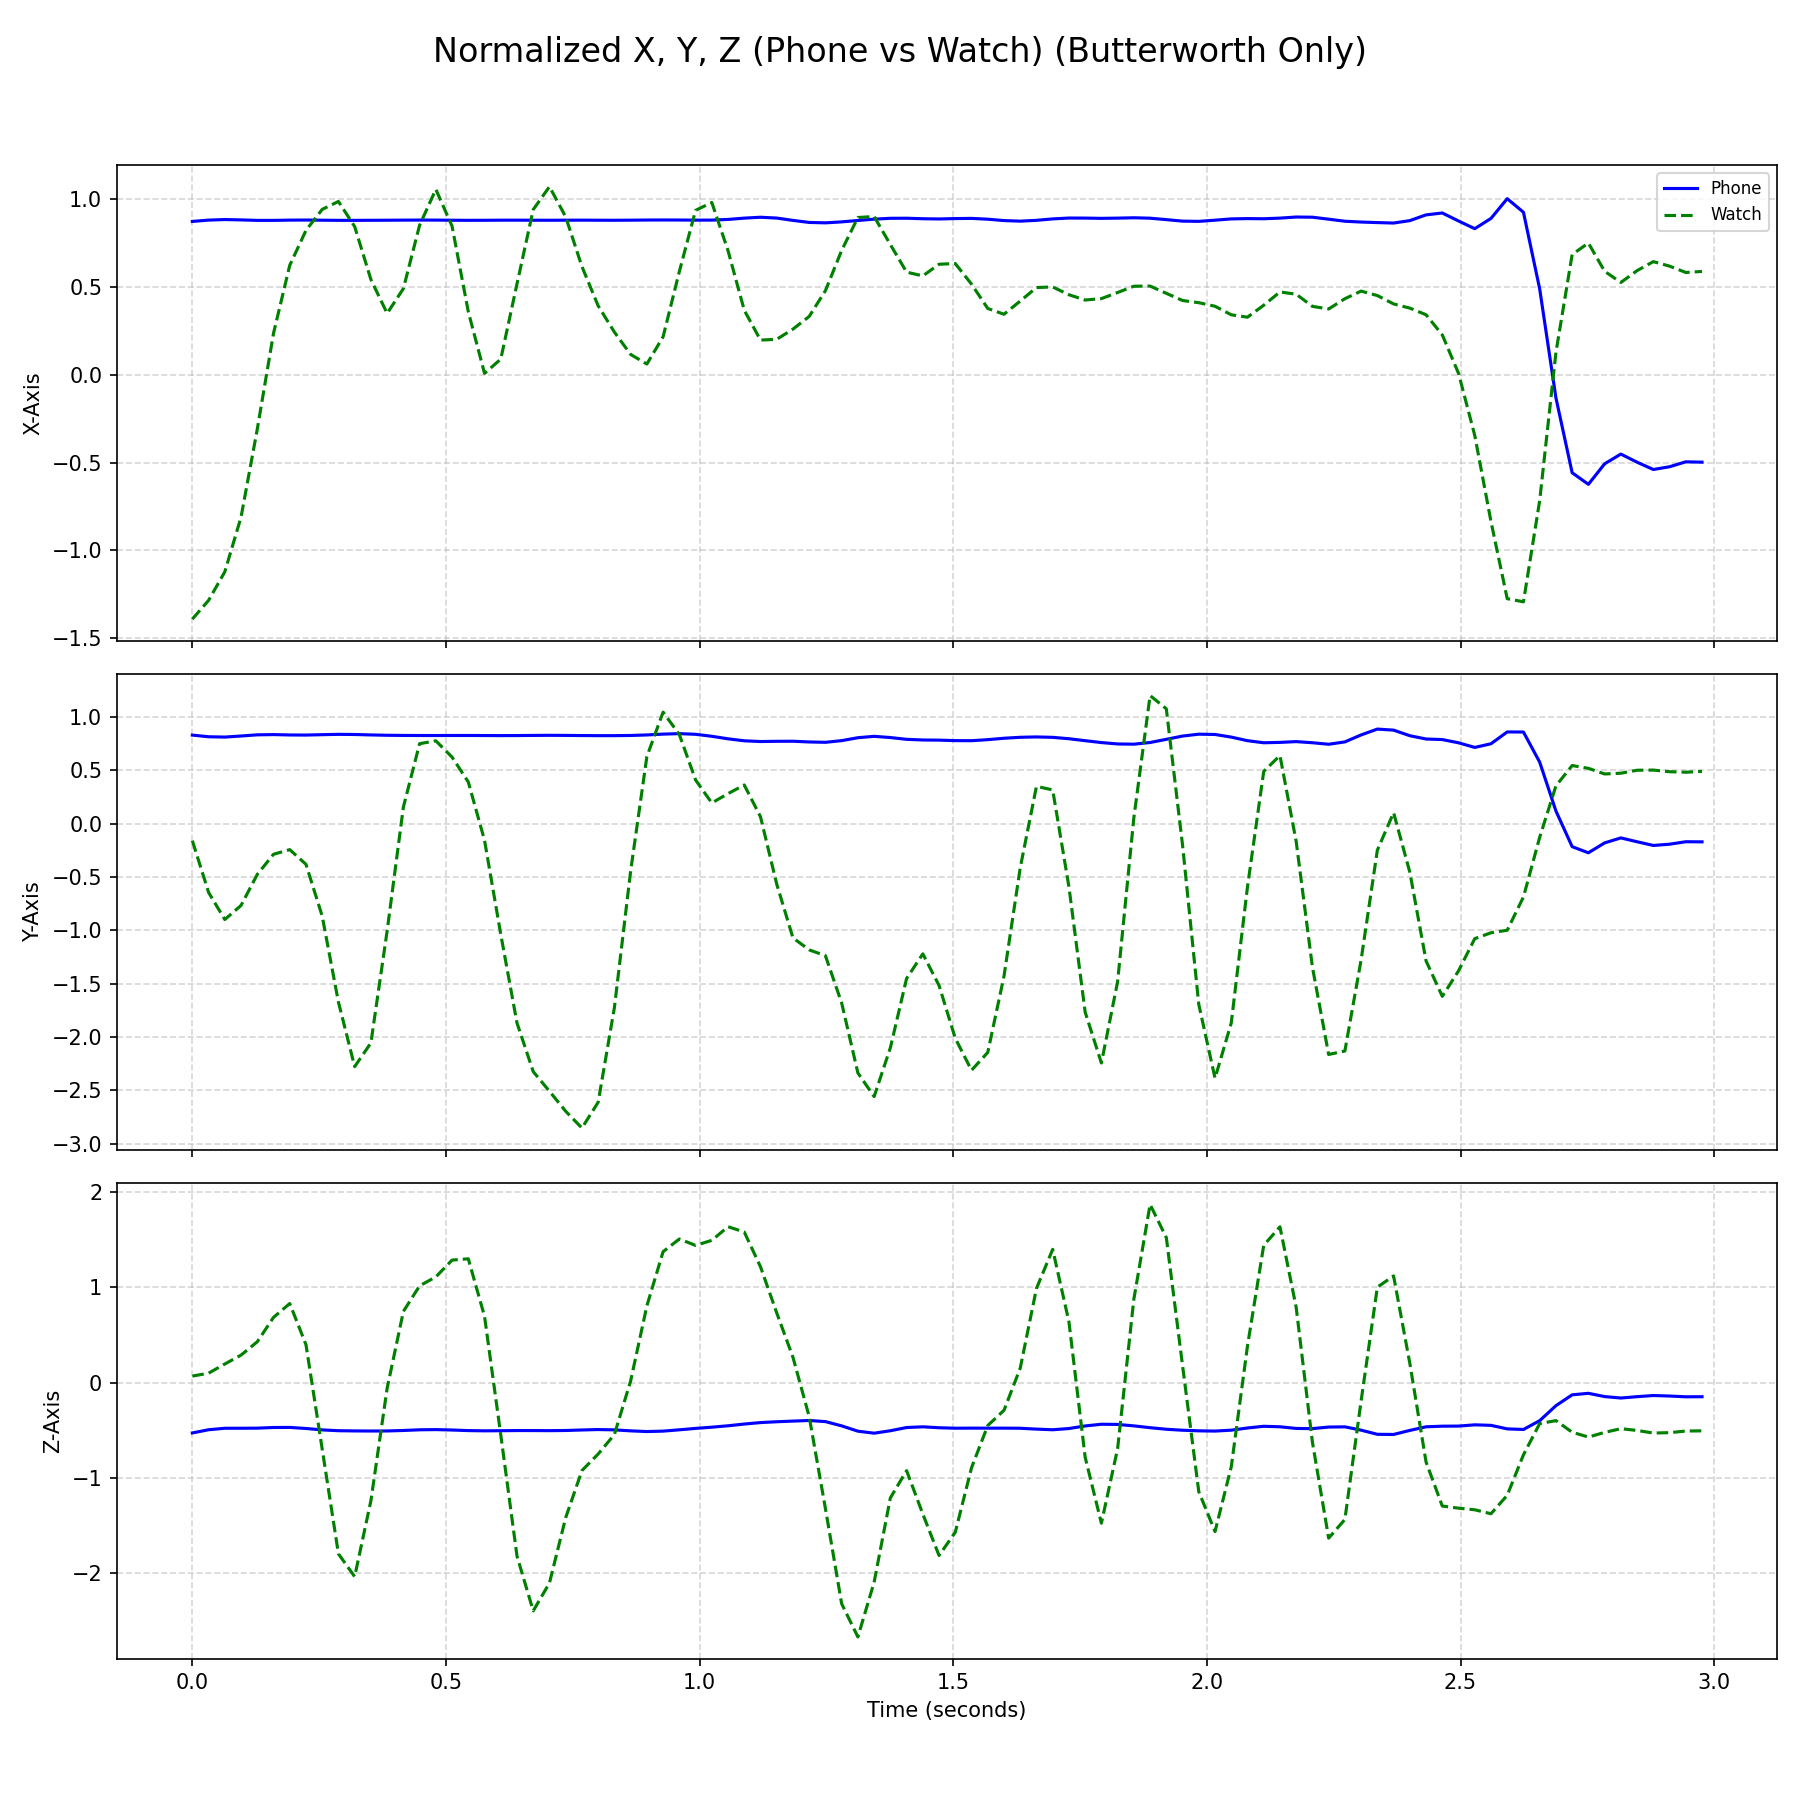 Normalized X, Y, Z (Phone vs Watch) (Butterworth Only)
Phone
Watch
1.0
0.5
0.0
−0.5
−1.0
−1.5
X-Axis
1.0
0.5
0.0
−0.5
−1.0
−1.5
−2.0
−2.5
−3.0
Y-Axis
2
1
0
−1
−2
Z-Axis
0.0 0.5 1.0 1.5 2.0 2.5 3.0
Time (seconds)